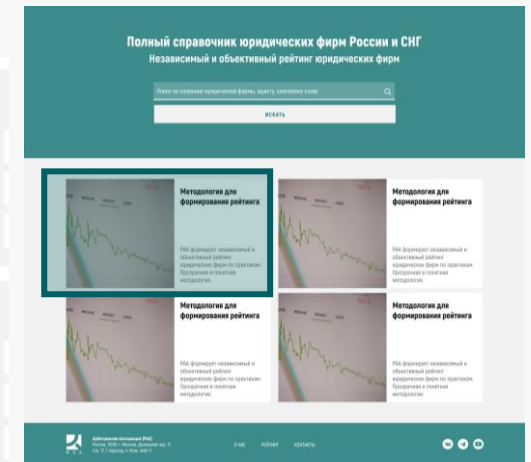 Полный справочник юридических фирм России и СНГ
Независимый и объективный рейтинг юридических фирм
Поиск по названию юридической фирмы, юристу, ключевому слову
ИСКАТЬ
Методология для
формирования рейтинга
РАА формирует независимый и
объективный рейтинг
юридических фирм по практикам.
Прозрачная и понятная
методология.
Методология для
формирования рейтинга
РАА формирует независимый и
объективный рейтинг
юридических фирм по практикам.
Прозрачная и понятная
методология.
Методология для
формирования рейтинга
РАА формирует независимый и
объективный рейтинг
юридических фирм по практикам.
Прозрачная и понятная
методология.
Методология для
формирования рейтинга
РАА формирует независимый и
объективный рейтинг
юридических фирм по практикам.
Прозрачная и понятная
методология.
РАА
Арбитражная Ассоциация (РАА)
О НАС РЕЙТИНГ КОНТАКТЫ